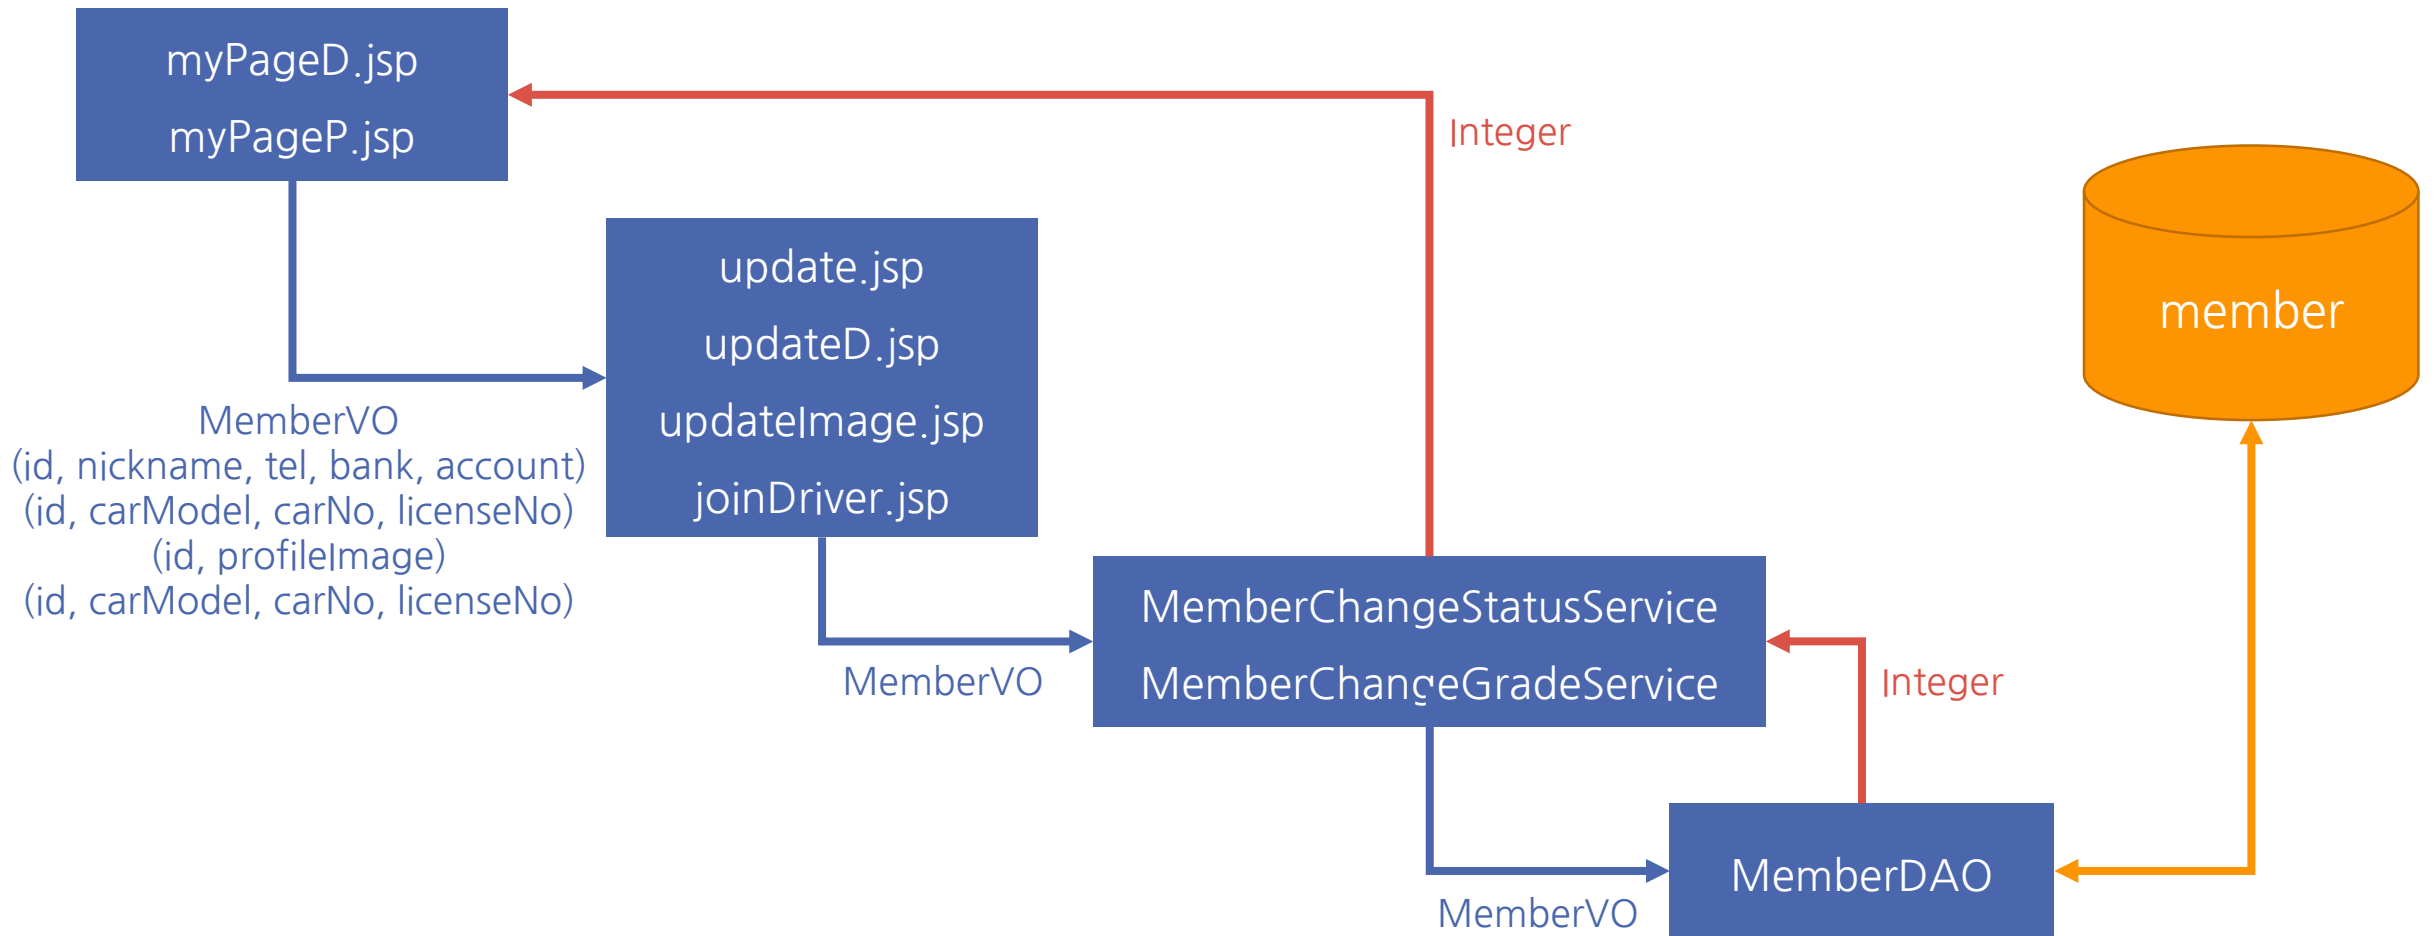 myPageD.jsp
myPageP.jsp
Integer
member
update.jsp
updateD.jsp
updateImage.jsp
joinDriver.jsp
MemberVO
(id, nickname, tel, bank, account)
(id, carModel, carNo, licenseNo)
(id, profileImage)
(id, carModel, carNo, licenseNo)
MemberChangeStatusService
MemberChangeGradeService
MemberVO
Integer
MemberDAO
MemberVO